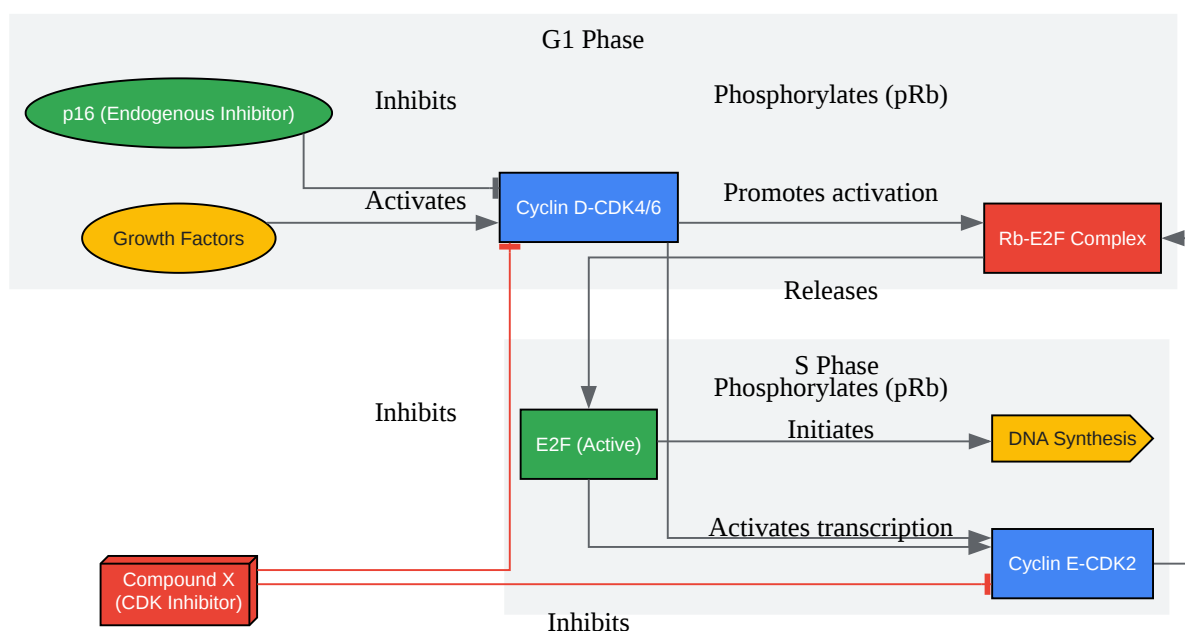 G1 Phase
Inhibits
Phosphorylates (pRb)
p16 (Endogenous Inhibitor)
Activates
Promotes activation
Cyclin D-CDK4/6
Growth Factors
Rb-E2F Complex
Releases
S Phase
Phosphorylates (pRb)
Inhibits
Initiates
E2F (Active)
DNA Synthesis
Activates transcription
Cyclin E-CDK2
Compound X
(CDK Inhibitor)
Inhibits